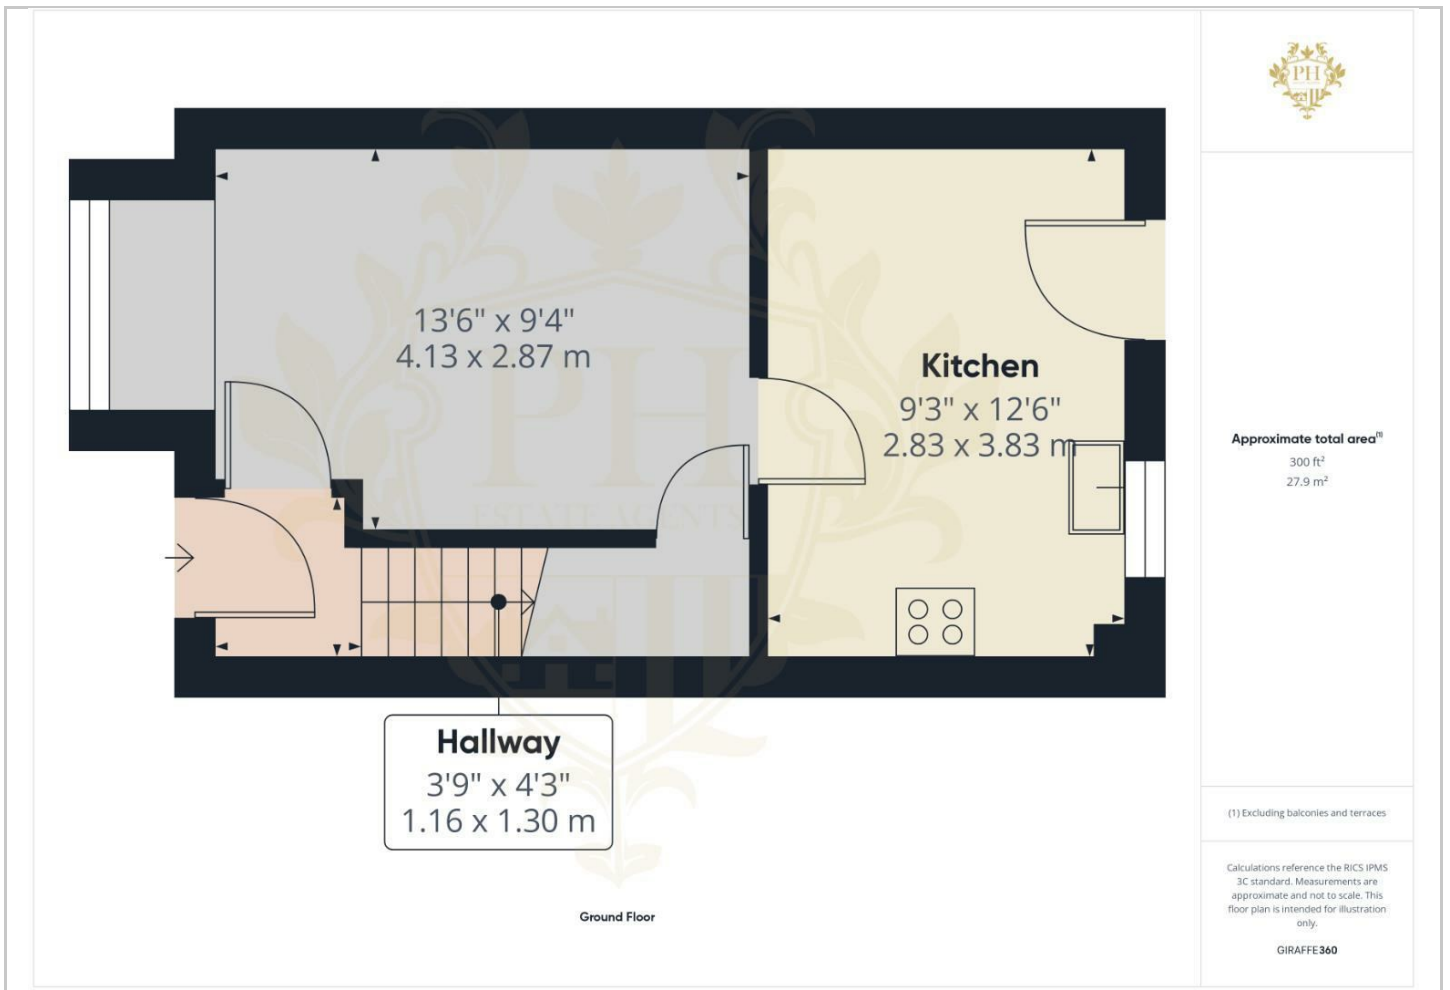 13'6" x 9'4"
4.13 x 2.87 m
Kitchen
9'3" x 12'6"
2.83 x 3.83 m
Hallway
3'9" x 4'3"
1.16 x 1.30 m
Ground Floor
PH
ESTATE AGENTS
PH
Approximate total area⁽¹⁾
300 ft²
27.9 m²
(1) Excluding balconies and terraces
Calculations reference the RICS IPMS
3C standard. Measurements are
approximate and not to scale. This
floor plan is intended for illustration
only.
GIRAFFE360